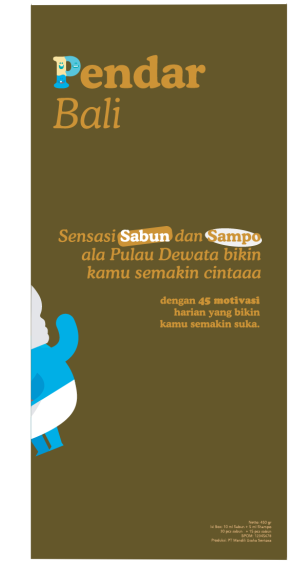 Pendar
Bali
Sensasi Sabun dan Sampo
ala Pulau Dewata bikin
kamu semakin cintaaa
dengan 45 motivasi
harian yang bikin
kamu semakin suka.